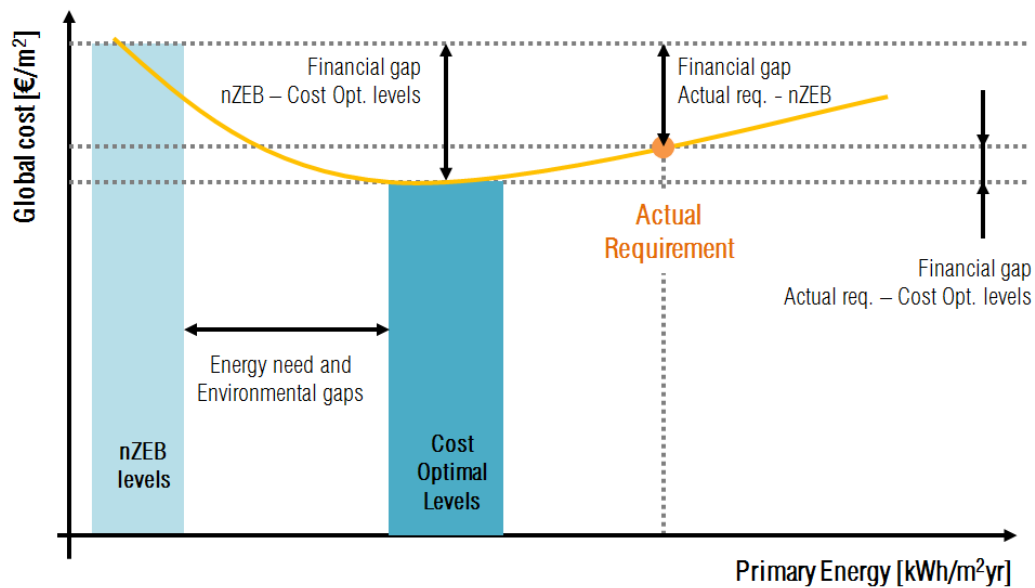 Global cost [€/m²]
Financial gap
nZEB – Cost Opt. levels
Financial gap
Actual req. - nZEB
Actual
Requirement
Financial gap
Actual req. – Cost Opt. levels
Energy need and
Environmental gaps
nZEB
levels
Cost
Optimal
Levels
Primary Energy [kWh/m²yr]